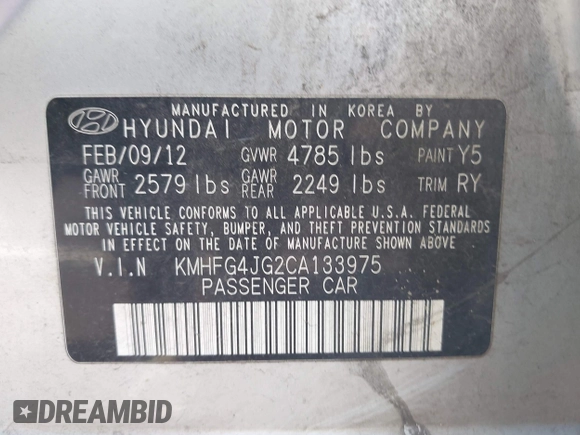 MANUFACTURED IN KOREA BY
HYUNDAI MOTOR COMPANY
FEB/09/12 GVWR 4785 lbs PAINT Y5
GAWR FRONT 2579 lbs GAWR REAR 2249 lbs TRIM RY
THIS VEHICLE CONFORMS TO ALL APPLICABLE U.S.A. FEDERAL
MOTOR VEHICLE SAFETY, BUMPER, AND THEFT PREVENTION STANDARDS
IN EFFECT ON THE DATE OF MANUFACTURE SHOWN ABOVE.
V.I.N KMHFG4JG2CA133975
PASSENGER CAR
DREAMBID